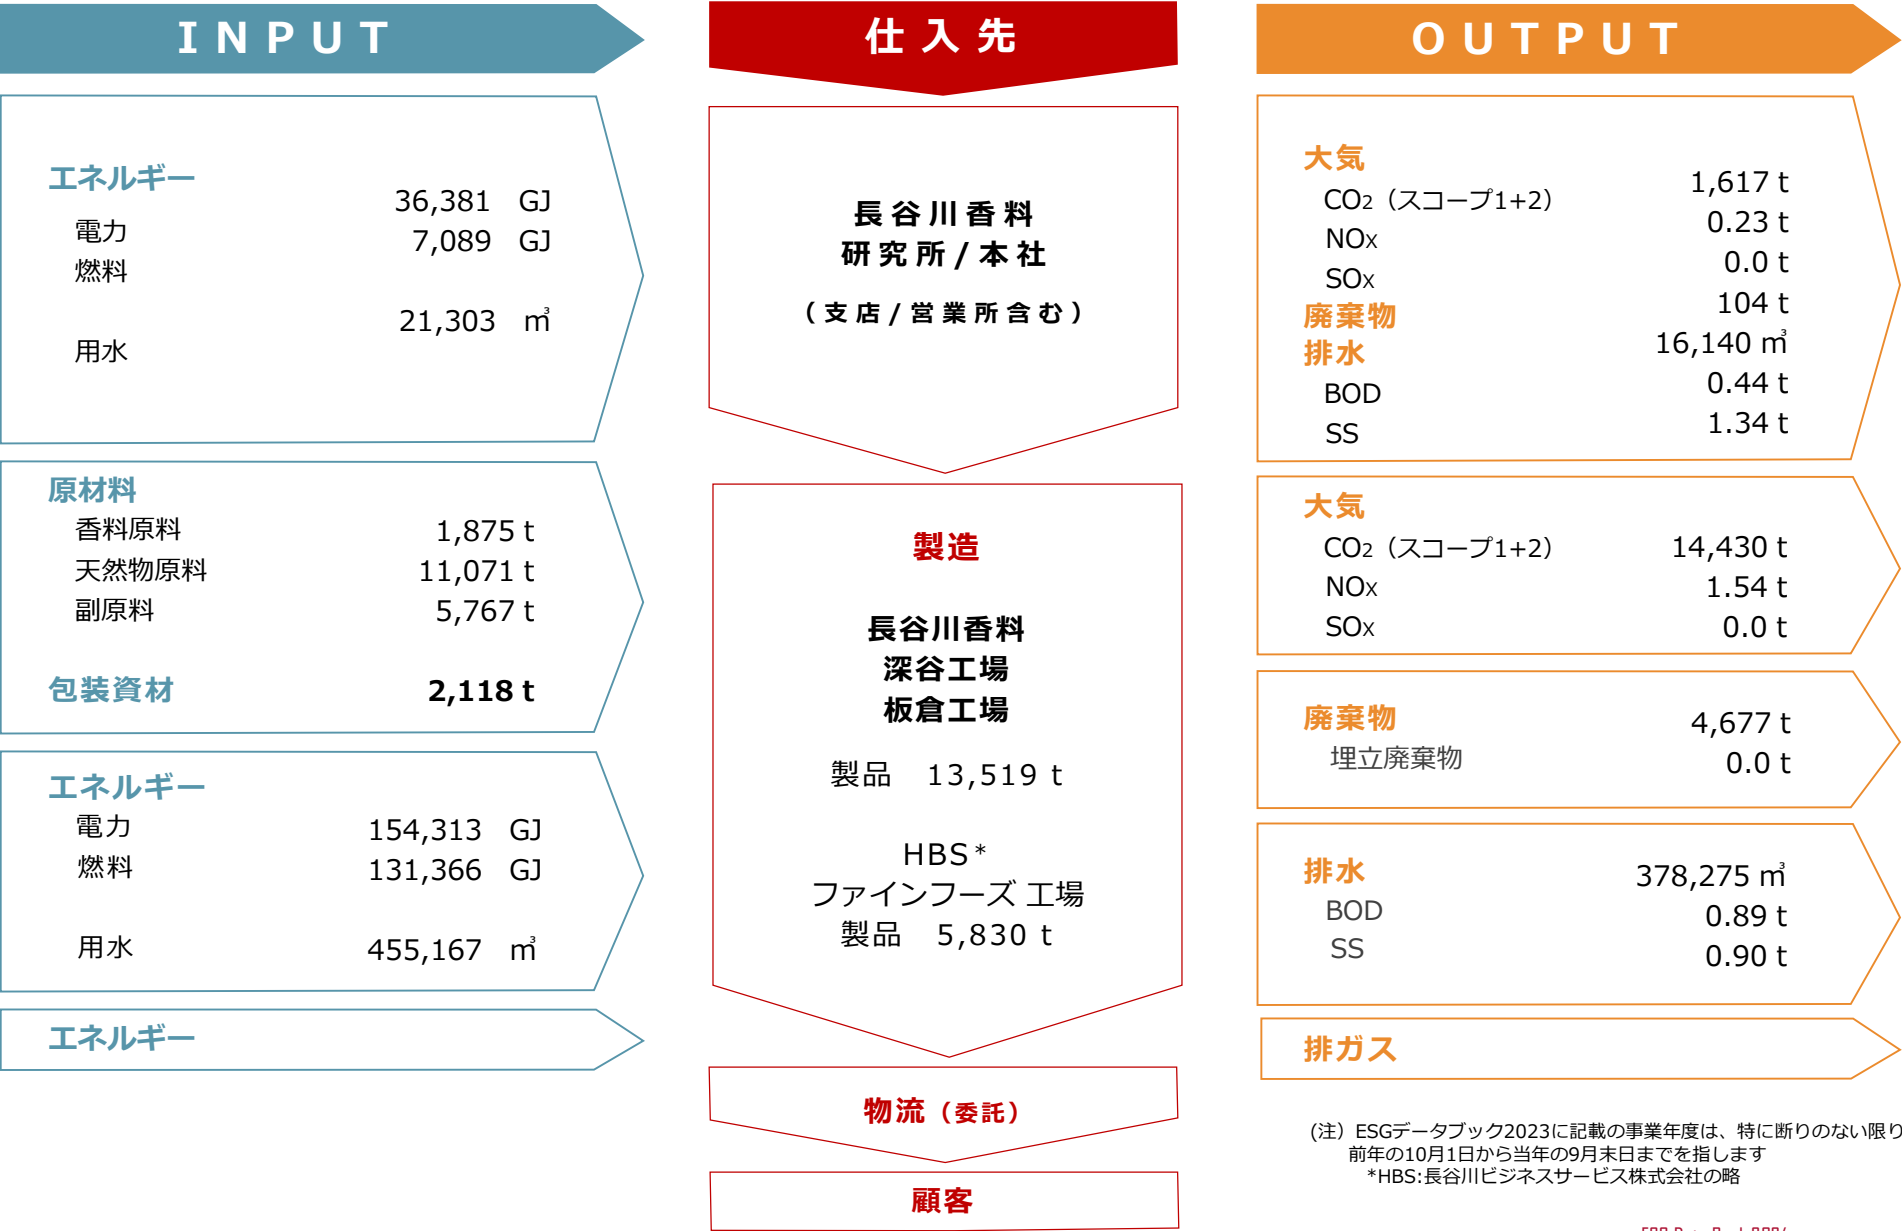 INPUT
エネルギー
電力 36,381 GJ
燃料 7,089 GJ
用水 21,303 ㎥
原材料
香料原料 1,875 t
天然物原料 11,071 t
副原料 5,767 t
包装資材 2,118 t
エネルギー
電力 154,313 GJ
燃料 131,366 GJ
用水 455,167 ㎥
エネルギー
仕入先
長谷川香料
研究所/本社
（支店/営業所含む）
製造
長谷川香料
深谷工場
板倉工場
製品 13,519 t
HBS*
ファインフーズ 工場
製品 5,830 t
物流（委託）
顧客
OUTPUT
大気
CO2（スコープ1+2） 1,617 t
NOX 0.23 t
SOX 0.0 t
廃棄物 104 t
排水 16,140 ㎥
BOD 0.44 t
SS 1.34 t
大気
CO2（スコープ1+2） 14,430 t
NOX 1.54 t
SOX 0.0 t
廃棄物 4,677 t
埋立廃棄物 0.0 t
排水 378,275 ㎥
BOD 0.89 t
SS 0.90 t
排ガス
(注）ESGデータブック2023に記載の事業年度は、特に断りのない限り
前年の10月1日から当年の9月末日までを指します
*HBS:長谷川ビジネスサービス株式会社の略